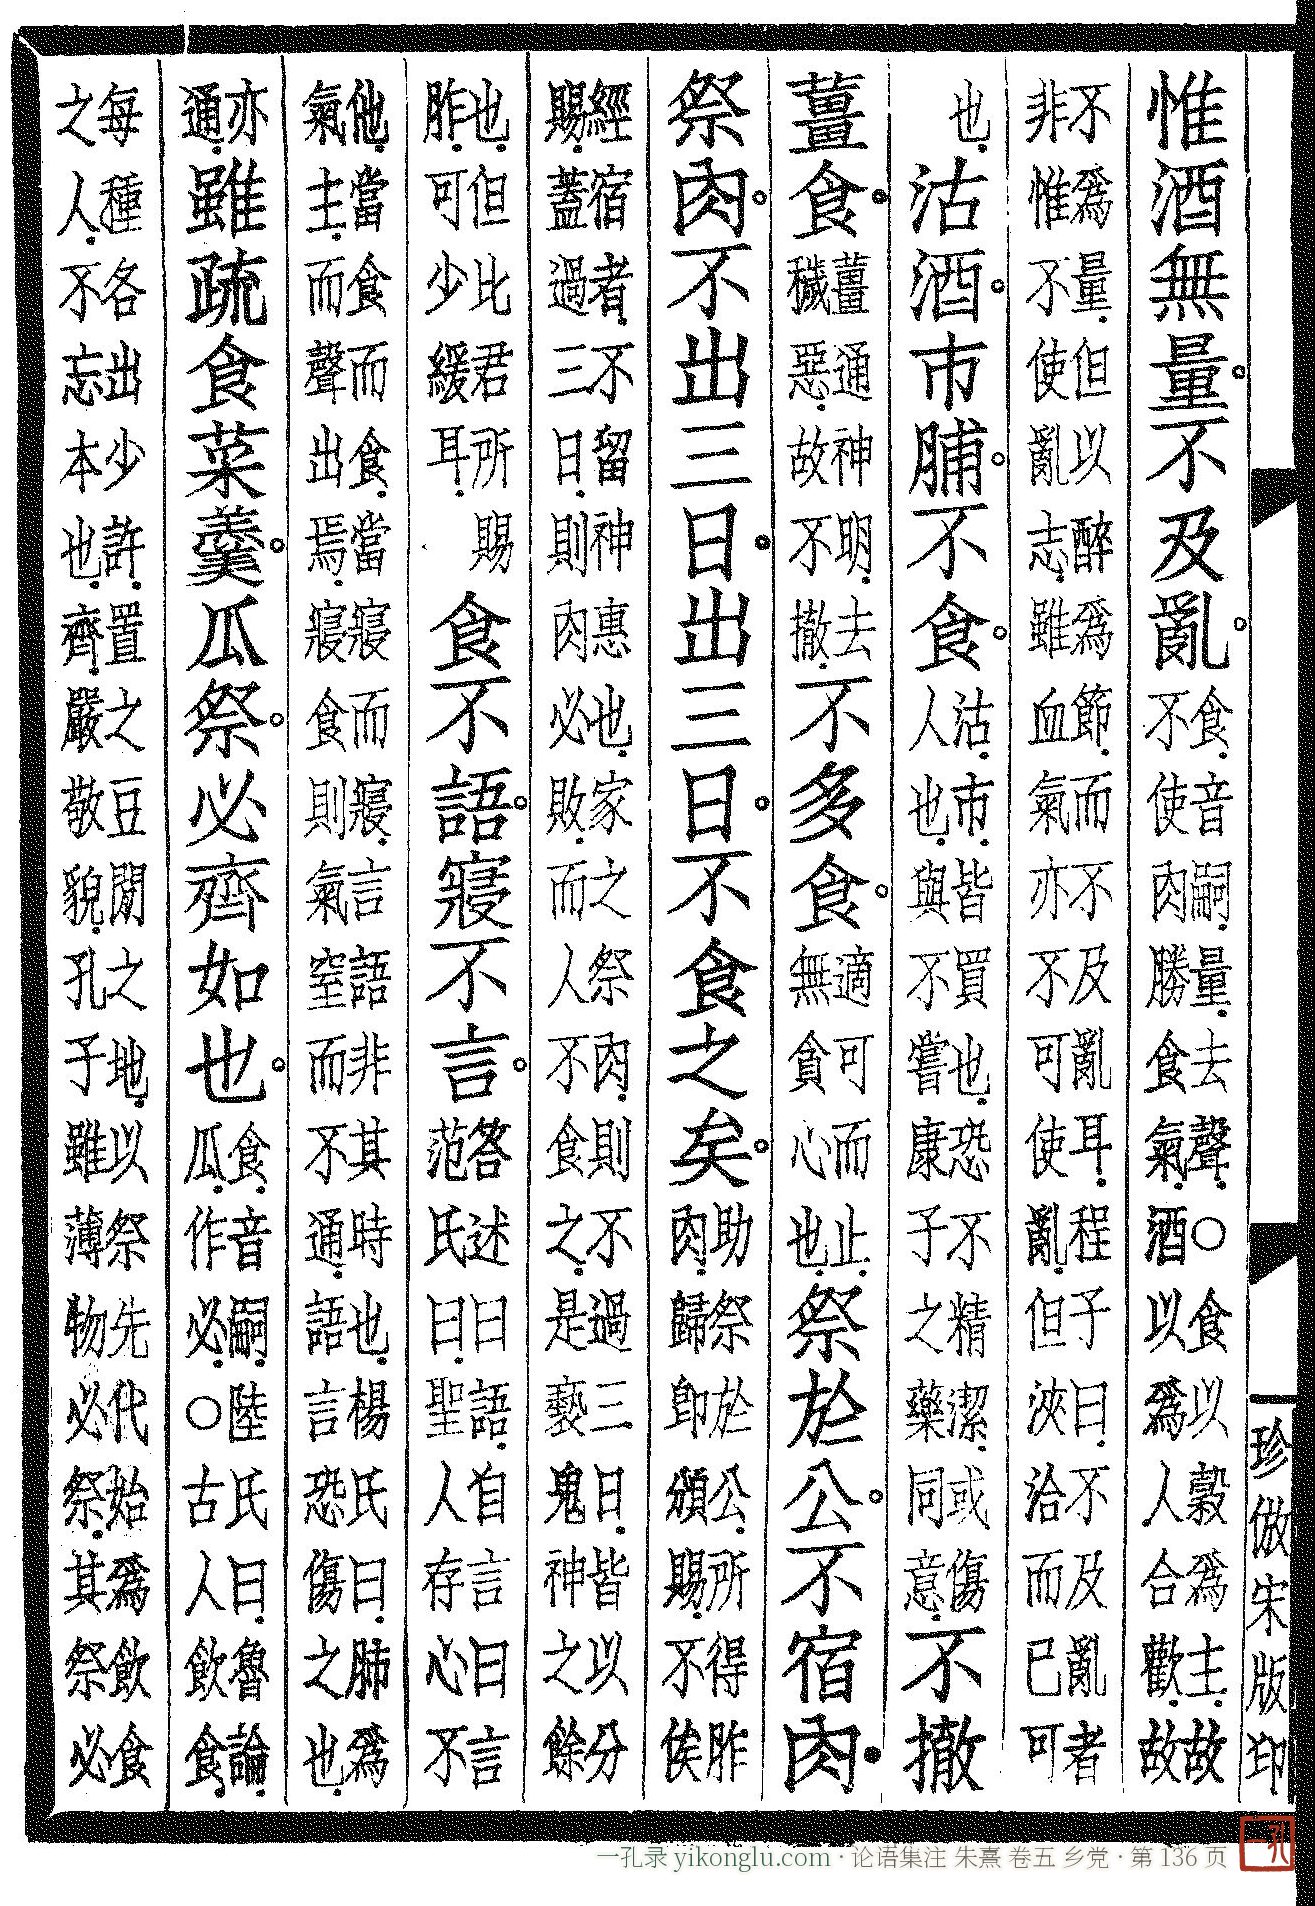 惟酒無量。不及亂。食.音嗣.量.去聲.○食以穀爲主.故
不使肉勝食氣.酒以爲人合歡.故
不爲量.但以醉爲節.而不及亂耳.程子曰.不及亂者
非惟不使亂志.雖血氣亦不可使亂.但浹洽而已可
也.沽酒。市脯。不食。沽.市.皆買也.恐不精潔.或傷
人也.與不嘗康子之藥同意.不撤
薑食。薑通神明.去
穢惡.故不撤.不多食。適可而止.
無貪心也.祭於公。不宿肉。
祭肉。不出三日。出三日。不食之矣。助祭於公.所得胙
肉.歸即頒賜.不俟
經宿者.不留神惠也.家之祭肉.則不過三日.皆以分
賜.蓋過三日.則肉必敗.而人不食之.是褻鬼神之餘
也.但比君所賜
胙.可少緩耳.食不語。寢不言。答述曰語.自言曰言
范氏曰.聖人存心不
他.當食而食.當寢而寢.言語非其時也.楊氏曰.肺爲
氣主.而聲出焉.寢食則氣窒而不通.語言恐傷之也.
亦
通.雖疏食菜羹。瓜祭。必齊如也。食.音嗣.陸氏曰.魯論.
瓜.作必.○古人飲食.
每種各出少許.置之豆閒之地.以祭先代始爲飲食
之人.不忘本也.齊.嚴敬貌.孔子雖薄物必祭.其祭必
珍倣宋版印
一孔录 yikonglu.com · 论语集注 朱熹 卷五 乡党 · 第 136 页
一孔